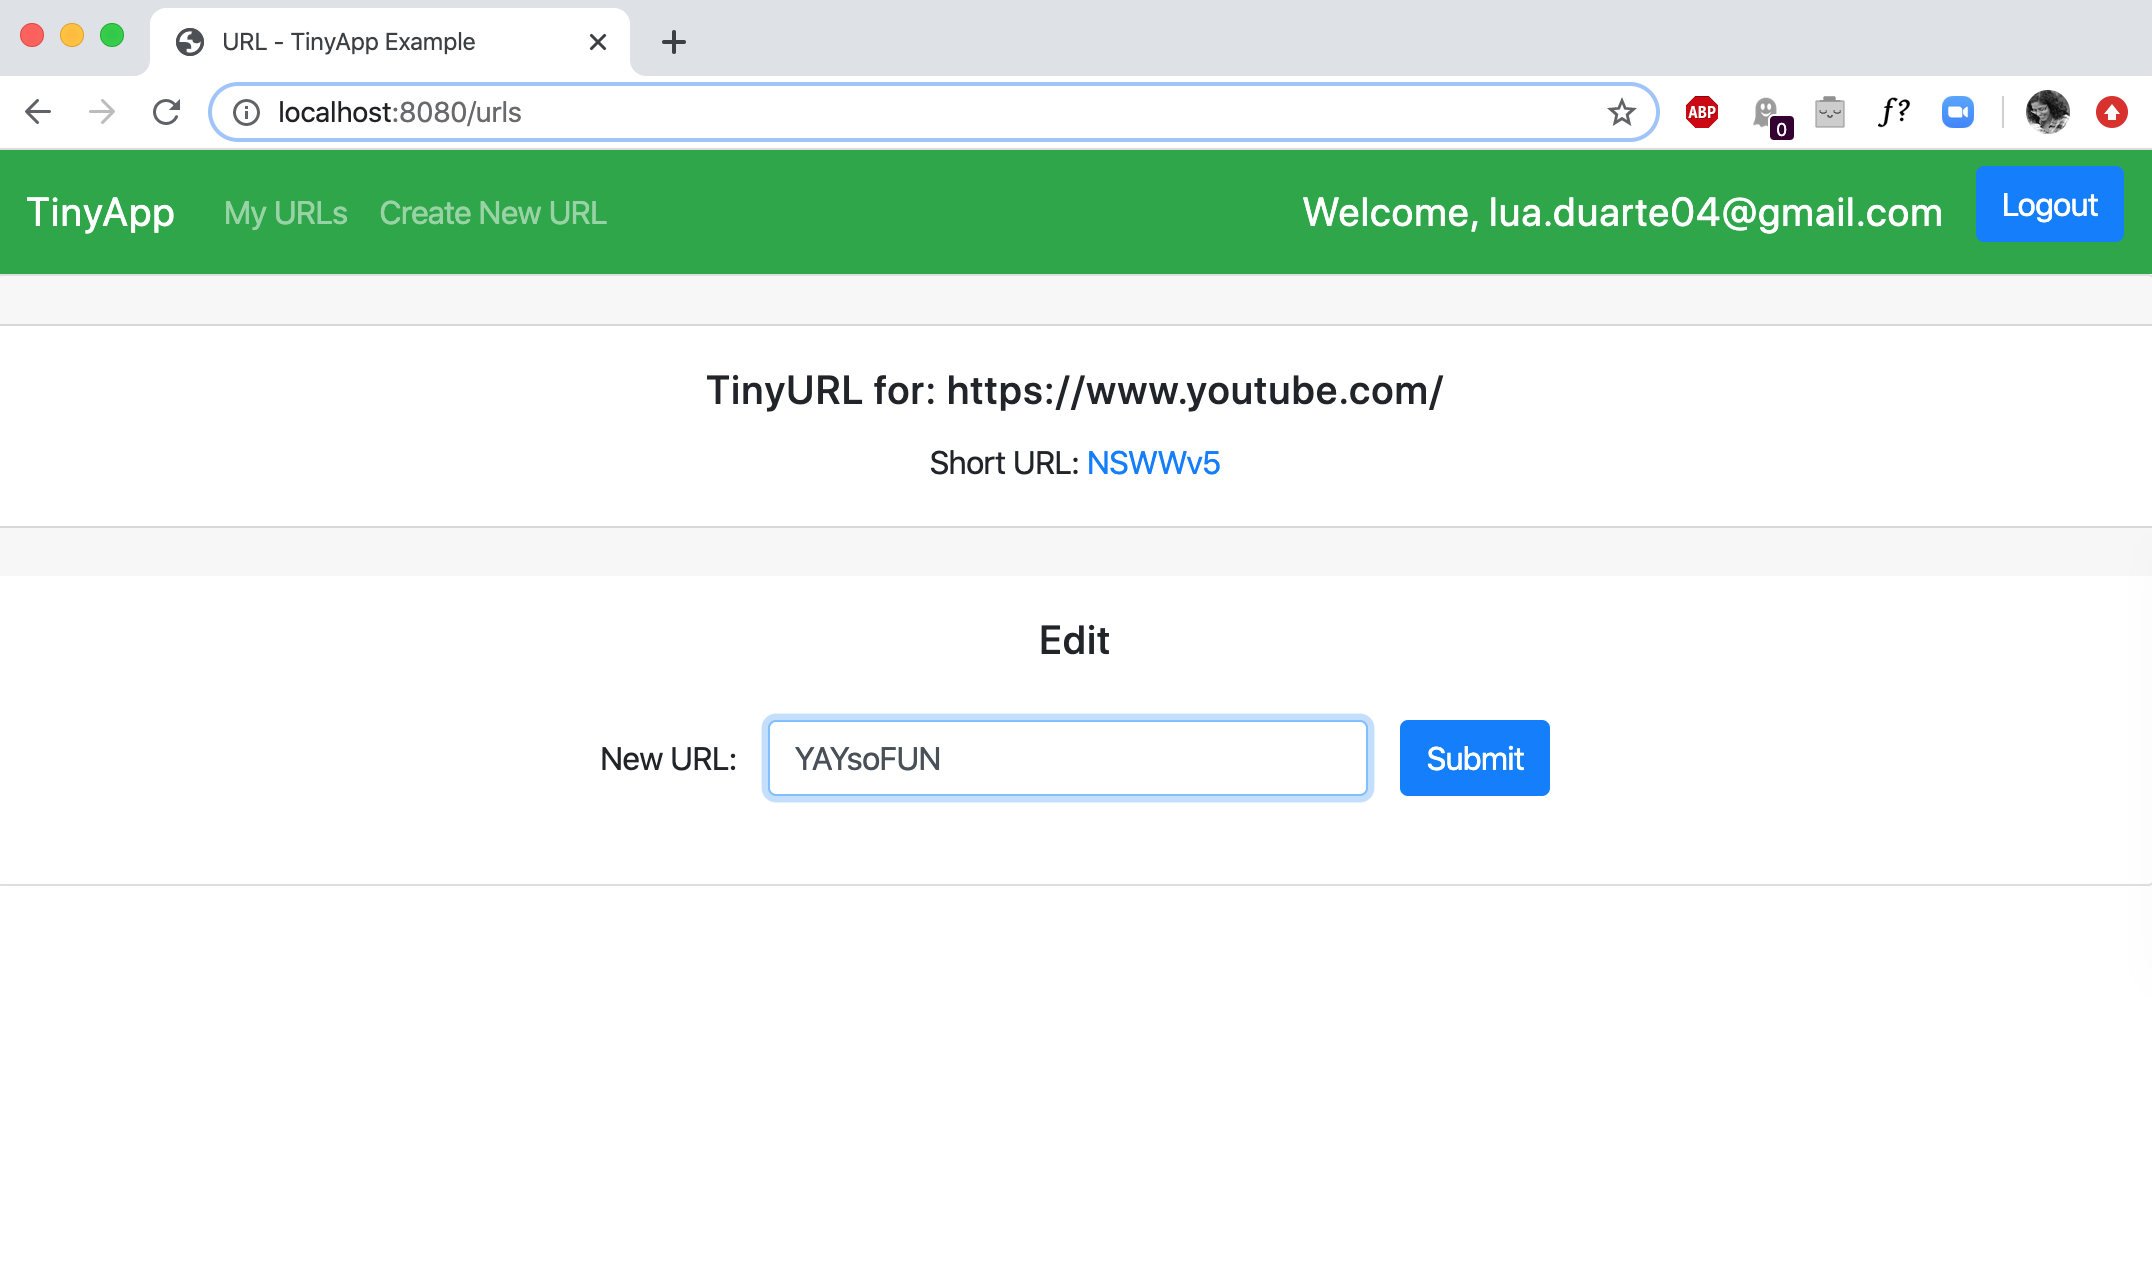 URL - TinyApp Example
localhost:8080/urls
ABP
0
f?
TinyApp My URLs Create New URL Welcome, lua.duarte04@gmail.com Logout
TinyURL for: https://www.youtube.com/
Short URL: NSWWv5
Edit
New URL: YAYsoFUN Submit